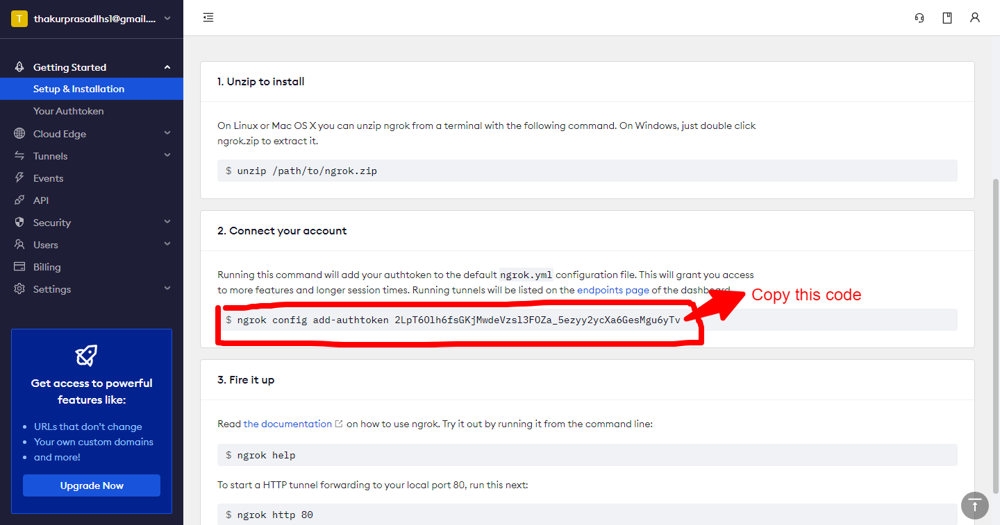 T
thakurprasadlhs1@gmail....
Getting Started
Setup & Installation
Your Authtoken
Cloud Edge
Tunnels
Events
API
Security
Users
Billing
Settings
Get access to powerful
features like:
• URLs that don't change
• Your own custom domains
• and more!
Upgrade Now
1. Unzip to install
On Linux or Mac OS X you can unzip ngrok from a terminal with the following command. On Windows, just double click
ngrok.zip to extract it.
$ unzip /path/to/ngrok.zip
2. Connect your account
Running this command will add your authtoken to the default ngrok.yml configuration file. This will grant you access
to more features and longer session times. Running tunnels will be listed on the endpoints page of the dashboard.
Copy this code
$ ngrok config add-authtoken 2LpT6Olh6fsGKjMwdeVzsl3FOZa_5ezyy2ycXa6GesMgu6yTv
3. Fire it up
Read the documentation on how to use ngrok. Try it out by running it from the command line:
$ ngrok help
To start a HTTP tunnel forwarding to your local port 80, run this next:
$ ngrok http 80